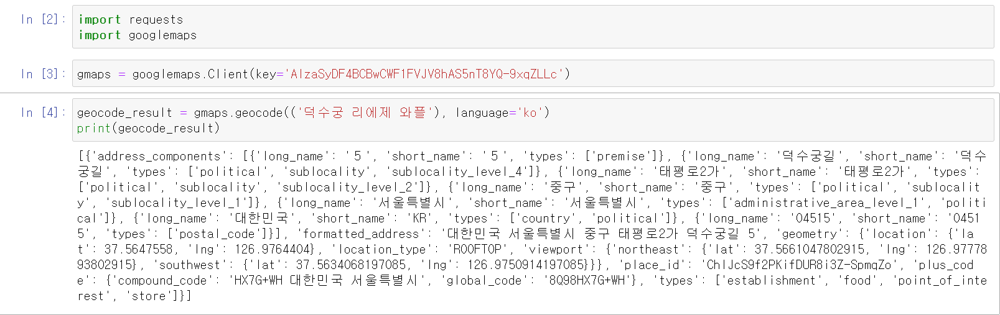 In [2]:
import requests
import googlemaps
In [3]:
gmaps = googlemaps.Client(key='AIzaSyDF4BCBwCWF1FVJV8hAS5nT8YQ-9xqZLLc')
In [4]:
geocode_result = gmaps.geocode(('덕수궁 리에제 와플'), language='ko')
print(geocode_result)
[{'address_components': [{'long_name': '５', 'short_name': '５', 'types': ['premise']}, {'long_name': '덕수궁길', 'short_name': '덕수
궁길', 'types': ['political', 'sublocality', 'sublocality_level_4']}, {'long_name': '태평로2가', 'short_name': '태평로2가', 'types':
['political', 'sublocality', 'sublocality_level_2']}, {'long_name': '중구', 'short_name': '중구', 'types': ['political', 'sublocalit
y', 'sublocality_level_1']}, {'long_name': '서울특별시', 'short_name': '서울특별시', 'types': ['administrative_area_level_1', 'politi
cal']}, {'long_name': '대한민국', 'short_name': 'KR', 'types': ['country', 'political']}, {'long_name': '04515', 'short_name': '0451
5', 'types': ['postal_code']}], 'formatted_address': '대한민국 서울특별시 중구 태평로2가 덕수궁길 5', 'geometry': {'location': {'la
t': 37.5647558, 'lng': 126.9764404}, 'location_type': 'ROOFTOP', 'viewport': {'northeast': {'lat': 37.5661047802915, 'lng': 126.9777
893802915}, 'southwest': {'lat': 37.5634068197085, 'lng': 126.9750914197085}}}, 'place_id': 'ChIJcS9f2PKifDUR8i3Z-SpmqZo', 'plus_cod
e': {'compound_code': 'HX7G+WH 대한민국 서울특별시', 'global_code': '8Q98HX7G+WH'}, 'types': ['establishment', 'food', 'point_of_inte
rest', 'store']}]